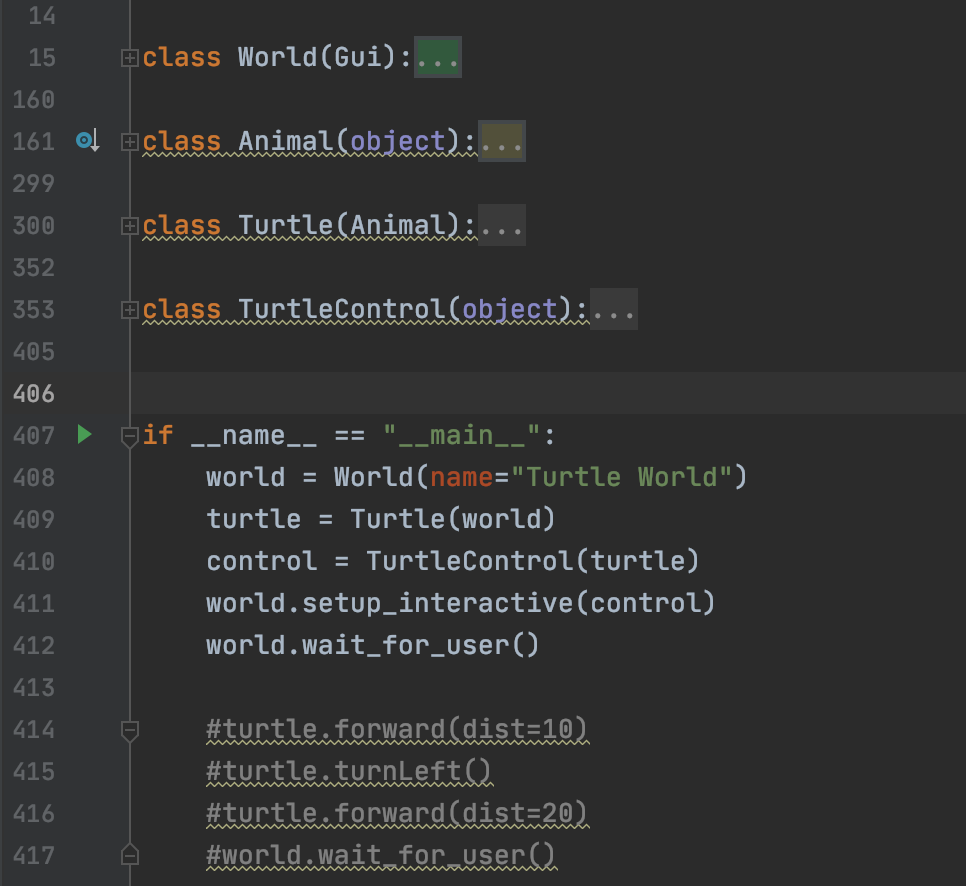 14
15 class World(Gui):...
160
161 class Animal(object):...
299
300 class Turtle(Animal):...
352
353 class TurtleControl(object):...
405
406
407 if __name__ == "__main__":
408     world = World(name="Turtle World")
409     turtle = Turtle(world)
410     control = TurtleControl(turtle)
411     world.setup_interactive(control)
412     world.wait_for_user()
413
414     #turtle.forward(dist=10)
415     #turtle.turnLeft()
416     #turtle.forward(dist=20)
417     #world.wait_for_user()